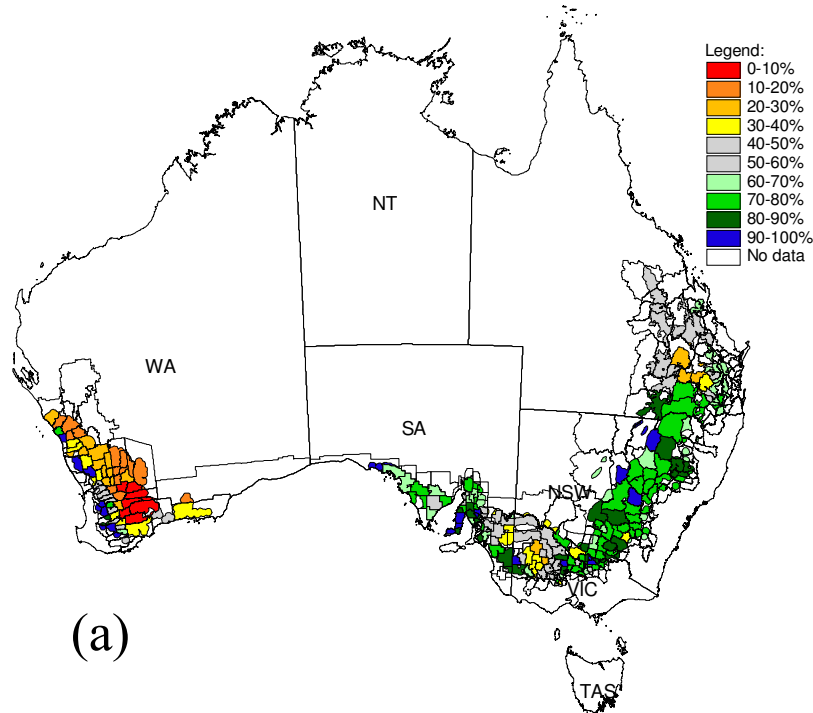 Legend:
0-10%
10-20%
20-30%
30-40%
40-50%
50-60%
60-70%
70-80%
80-90%
90-100%
No data
NT
WA
SA
NSW
VIC
TAS
(a)